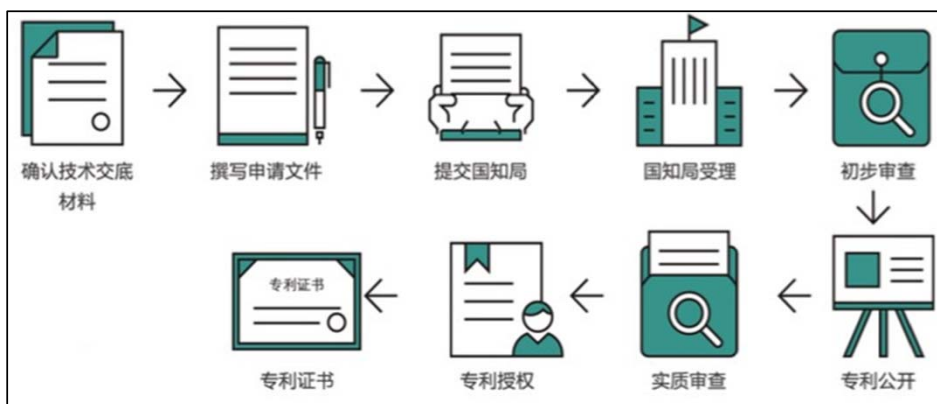 确认技术交底
材料
撰写申请文件
提交国知局
国知局受理
初步审查
专利公开
实质审查
专利授权
专利证书
专利证书